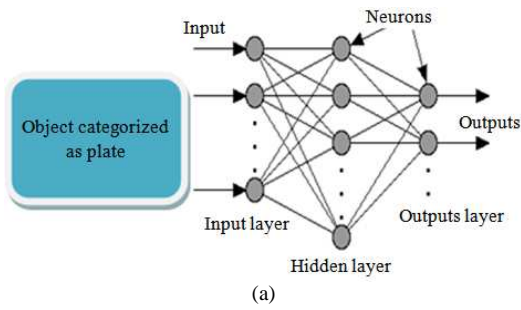 Neurons
Input
Object categorized
as plate
Outputs
Input layer
Outputs layer
Hidden layer
(a)